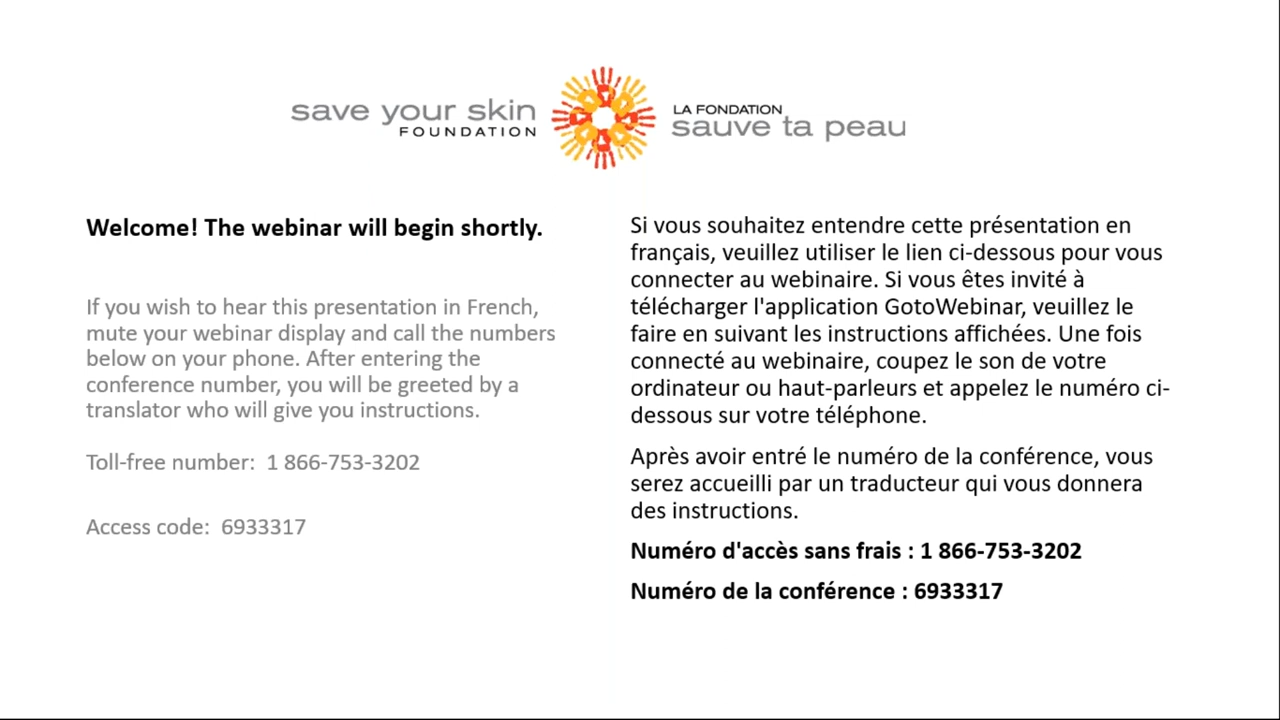 save your skin
FOUNDATION
LA FONDATION
sauve ta peau
Welcome! The webinar will begin shortly.
If you wish to hear this presentation in French,
mute your webinar display and call the numbers
below on your phone. After entering the
conference number, you will be greeted by a
translator who will give you instructions.
Toll-free number: 1 866-753-3202
Access code: 6933317
Si vous souhaitez entendre cette présentation en
français, veuillez utiliser le lien ci-dessous pour vous
connecter au webinaire. Si vous êtes invité à
télécharger l'application GotoWebinar, veuillez le
faire en suivant les instructions affichées. Une fois
connecté au webinaire, coupez le son de votre
ordinateur ou haut-parleurs et appelez le numéro ci-
dessous sur votre téléphone.
Après avoir entré le numéro de la conférence, vous
serez accueilli par un traducteur qui vous donnera
des instructions.
Numéro d'accès sans frais : 1 866-753-3202
Numéro de la conférence : 6933317